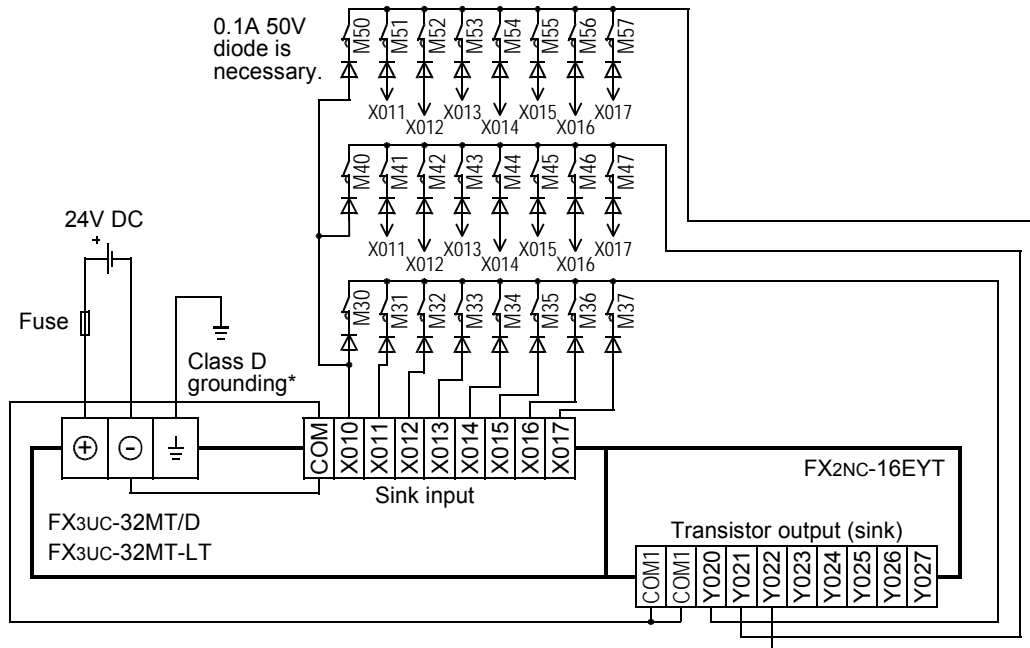 0.1A 50V
diode is
necessary.
M50 M51 M52 M53 M54 M55 M56 M57
X011 X013 X015 X017
X012 X014 X016
M40 M41 M42 M43 M44 M45 M46 M47
X011 X013 X015 X017
X012 X014 X016
24V DC
+
M30 M31 M32 M33 M34 M35 M36 M37
Fuse
Class D
grounding*
+ -
COM X010 X011 X012 X013 X014 X015 X016 X017
Sink input
FX2NC-16EYT
FX3UC-32MT/D
FX3UC-32MT-LT
Transistor output (sink)
COM1 COM1 Y020 Y021 Y022 Y023 Y024 Y025 Y026 Y027